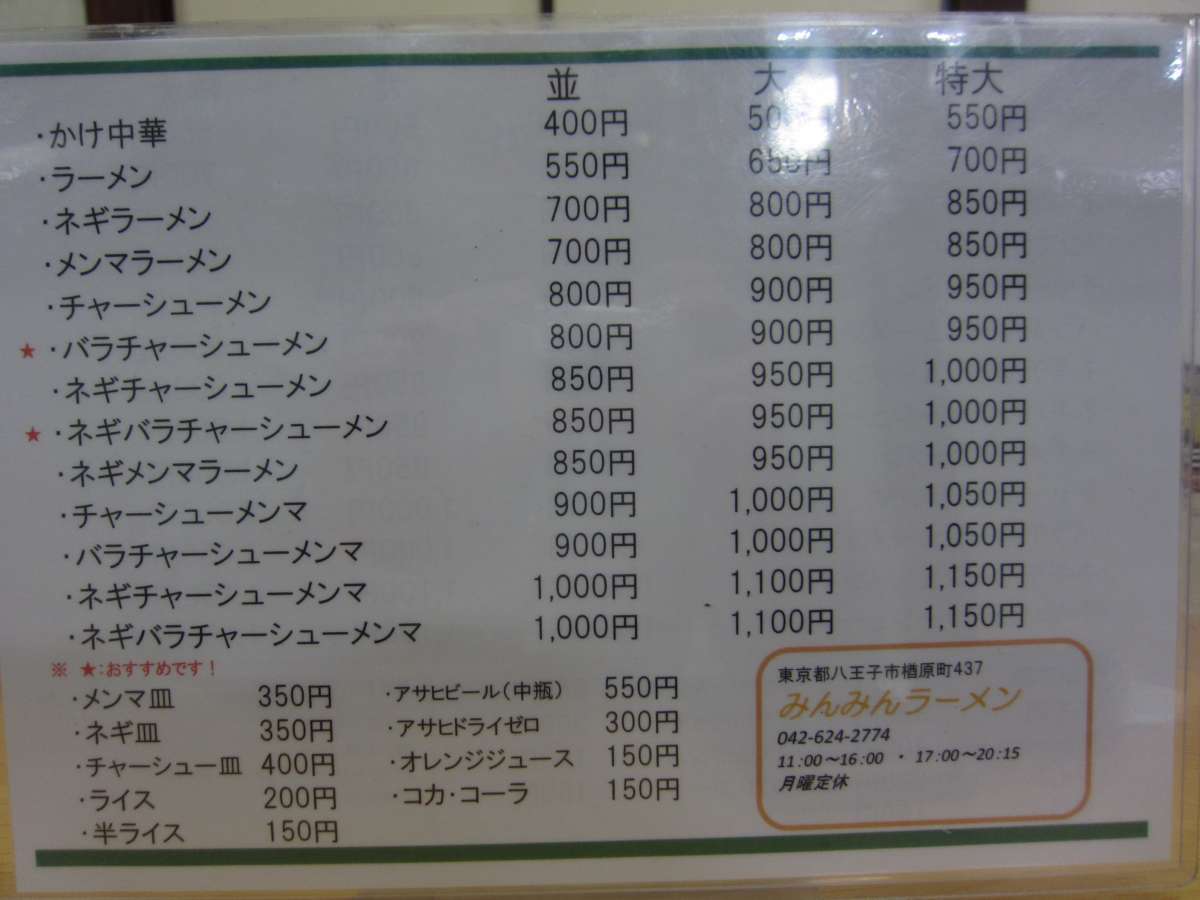 並 大 特大
・かけ中華 400円 500円 550円
・ラーメン 550円 650円 700円
・ネギラーメン 700円 800円 850円
・メンマラーメン 700円 800円 850円
・チャーシューメン 800円 900円 950円
★・バラチャーシューメン 800円 900円 950円
・ネギチャーシューメン 850円 950円 1,000円
★・ネギバラチャーシューメン 850円 950円 1,000円
・ネギメンマラーメン 850円 950円 1,000円
・チャーシューメンマ 900円 1,000円 1,050円
・バラチャーシューメンマ 900円 1,000円 1,050円
・ネギチャーシューメンマ 1,000円 1,100円 1,150円
・ネギバラチャーシューメンマ 1,000円 1,100円 1,150円
※ ★:おすすめです！
・メンマ皿 350円
・ネギ皿 350円
・チャーシュー皿 400円
・ライス 200円
・半ライス 150円
・アサヒビール(中瓶) 550円
・アサヒドライゼロ 300円
・オレンジジュース 150円
・コカ・コーラ 150円
東京都八王子市楢原町437
みんみんラーメン
042-624-2774
11:00～16:00 ・ 17:00～20:15
月曜定休